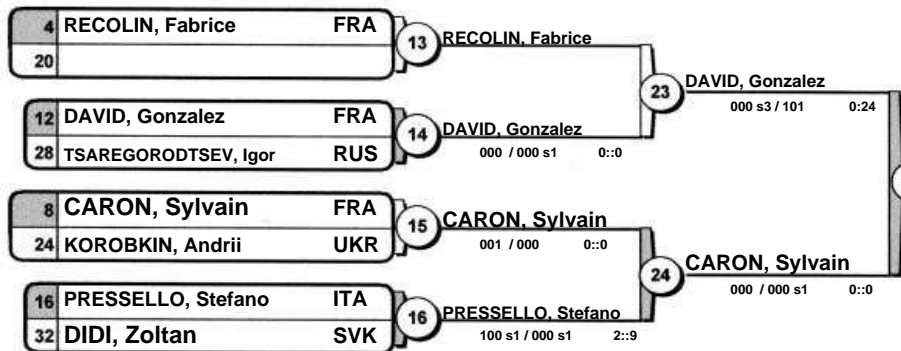 4 RECOLIN, Fabrice FRA
20
13
RECOLIN, Fabrice
12 DAVID, Gonzalez FRA
28 TSAREGORODTSEV, Igor RUS
14
DAVID, Gonzalez
000 / 000 s1 0::0
23
DAVID, Gonzalez
000 s3 / 101 0:24
8 CARON, Sylvain FRA
24 KOROBKIN, Andrii UKR
15
CARON, Sylvain
001 / 000 0::0
16 PRESSELLO, Stefano ITA
32 DIDI, Zoltan SVK
16
PRESSELLO, Stefano
100 s1 / 000 s1 2::9
24
CARON, Sylvain
000 / 000 s1 0::0